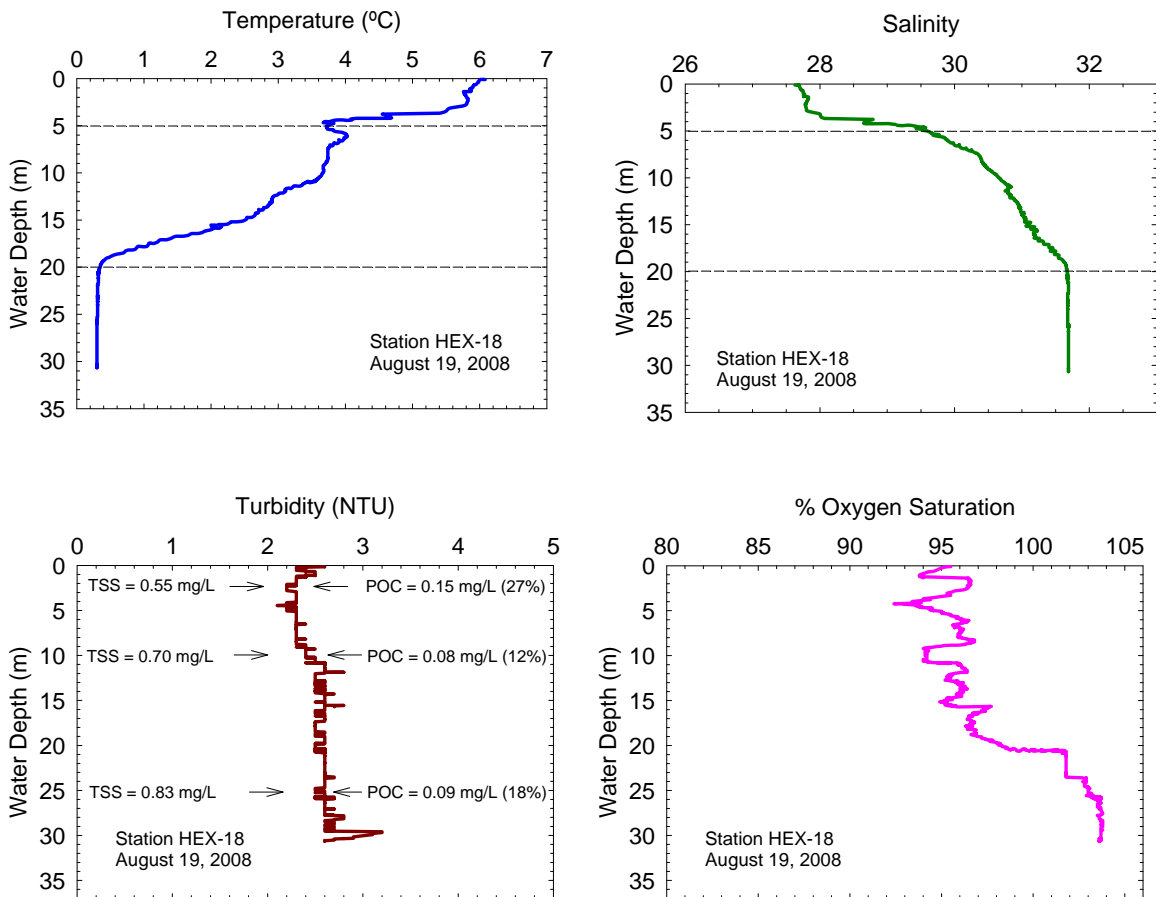 Temperature (ºC)
0 1 2 3 4 5 6 7
Water Depth (m)
0
5
10
15
20
25
30
35
Station HEX-18
August 19, 2008
Salinity
26 28 30 32
Water Depth (m)
0
5
10
15
20
25
30
35
Station HEX-18
August 19, 2008
Turbidity (NTU)
0 1 2 3 4 5
Water Depth (m)
0
5
10
15
20
25
30
35
TSS = 0.55 mg/L POC = 0.15 mg/L (27%)
TSS = 0.70 mg/L POC = 0.08 mg/L (12%)
TSS = 0.83 mg/L POC = 0.09 mg/L (18%)
Station HEX-18
August 19, 2008
% Oxygen Saturation
80 85 90 95 100 105
Water Depth (m)
0
5
10
15
20
25
30
35
Station HEX-18
August 19, 2008